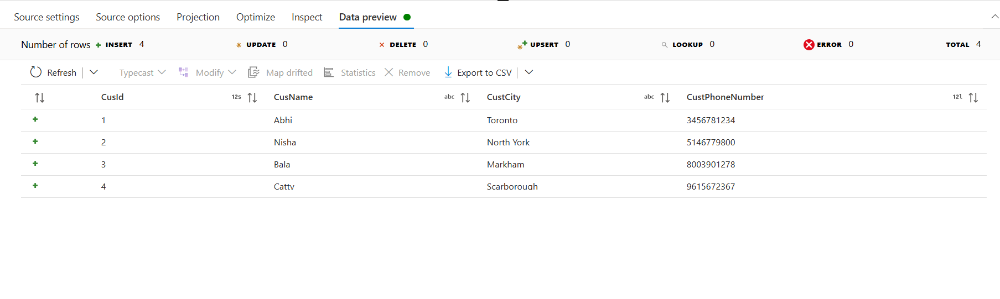 Source settings Source options Projection Optimize Inspect Data preview
Number of rows INSERT 4 UPDATE 0 DELETE 0 UPSERT 0 LOOKUP 0 ERROR 0 TOTAL 4
Refresh Typecast Modify Map drifted Statistics Remove Export to CSV
CusId 12s CusName abc CustCity abc CustPhoneNumber 12l
1 Abhi Toronto 3456781234
2 Nisha North York 5146779800
3 Bala Markham 8003901278
4 Catty Scarborough 9615672367